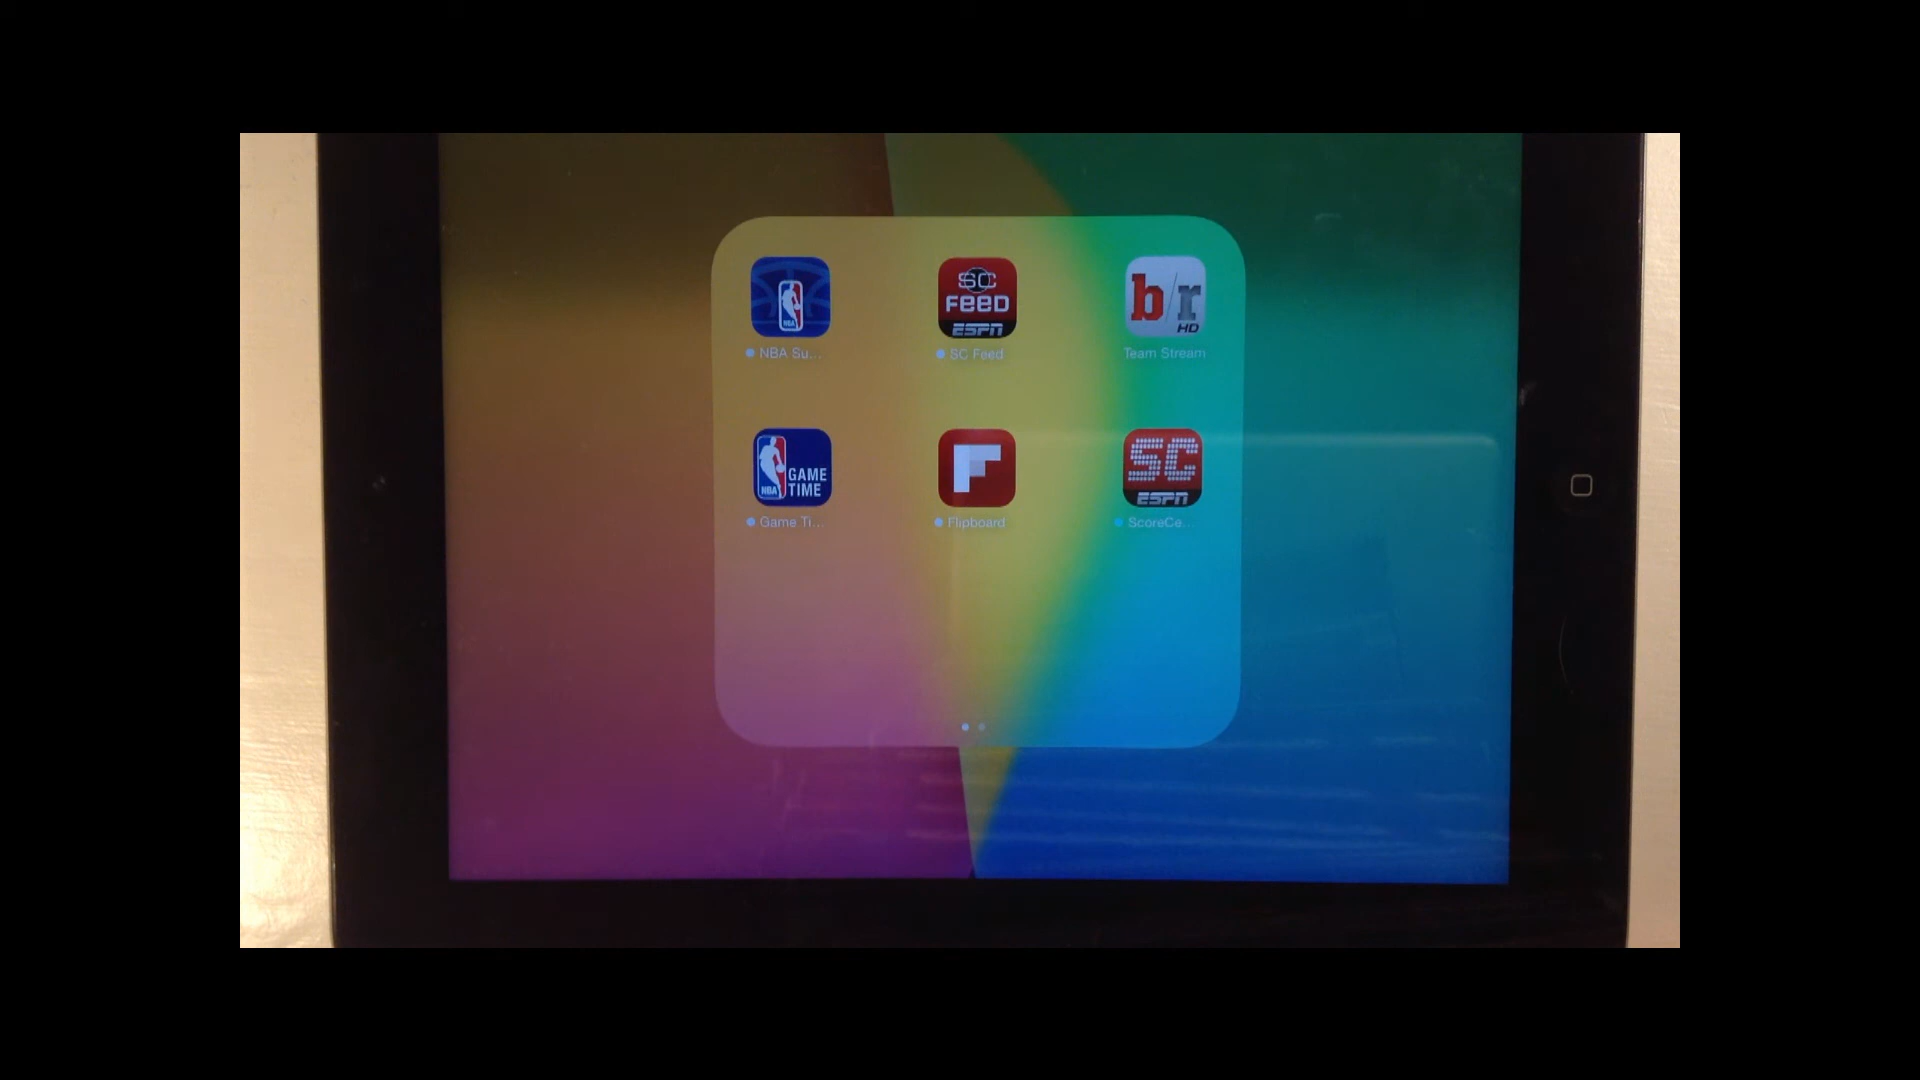 NBA
SC
FEED
ESPN
b/r
HD
NBA Su...
SC Feed
Team Stream
NBA
GAME
TIME
SC
ESPN
Game Ti...
Flipboard
ScoreCe...